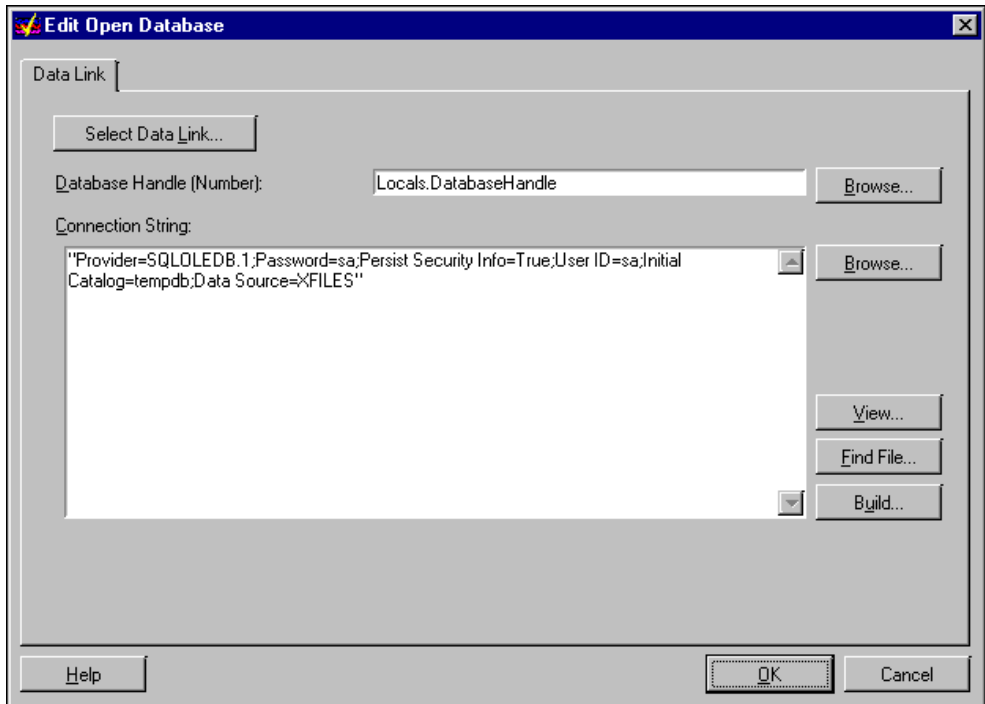 Edit Open Database
Data Link
Select Data Link...
Database Handle (Number):
Locals.DatabaseHandle
Browse...
Connection String:
"Provider=SQLOLEDB.1;Password=sa;Persist Security Info=True;User ID=sa;Initial
Catalog=tempdb;Data Source=XFILES"
Browse...
View...
Find File...
Build...
Help
OK
Cancel